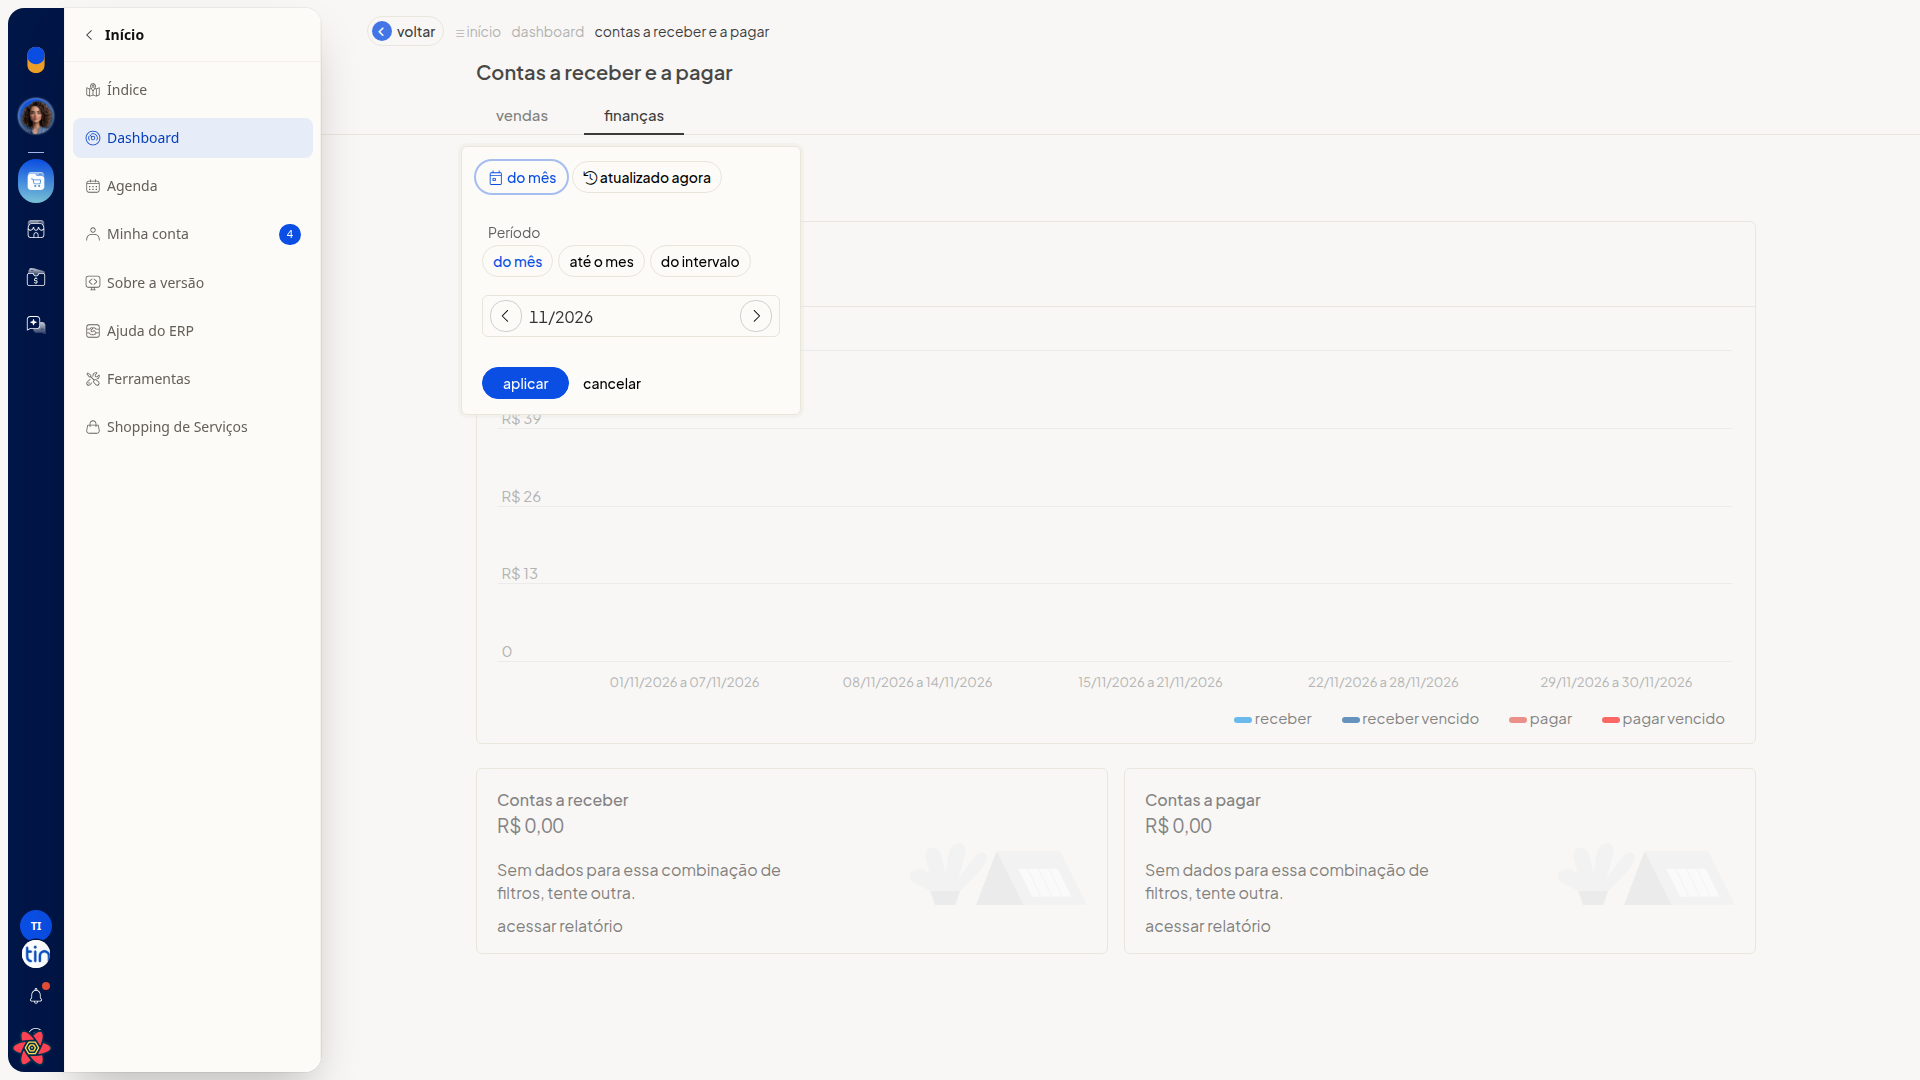 Início
Índice
Dashboard
Agenda
Minha conta
4
Sobre a versão
Ajuda do ERP
Ferramentas
Shopping de Serviços
TI
tin
voltar
início
dashboard
contas a receber e a pagar
Contas a receber e a pagar
vendas
finanças
do mês
atualizado agora
Período
do mês
até o mes
do intervalo
11/2026
aplicar
cancelar
R$ 39
R$ 26
R$ 13
0
01/11/2026 a 07/11/2026
08/11/2026 a 14/11/2026
15/11/2026 a 21/11/2026
22/11/2026 a 28/11/2026
29/11/2026 a 30/11/2026
receber
receber vencido
pagar
pagar vencido
Contas a receber
R$ 0,00
Sem dados para essa combinação de
filtros, tente outra.
acessar relatório
Contas a pagar
R$ 0,00
Sem dados para essa combinação de
filtros, tente outra.
acessar relatório